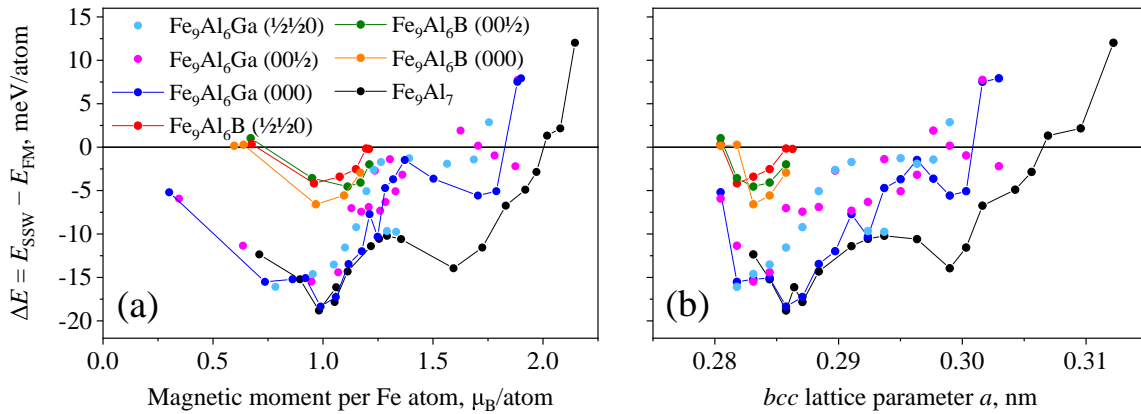 15
10
5
0
-5
-10
-15
-20
ΔE = E_SSW − E_FM, meV/atom
Fe₉Al₆Ga (½½0)
Fe₉Al₆Ga (00½)
Fe₉Al₆Ga (000)
Fe₉Al₆B (½½0)
Fe₉Al₆B (00½)
Fe₉Al₆B (000)
Fe₉Al₇
(a)
0.0 0.5 1.0 1.5 2.0
Magnetic moment per Fe atom, μ_B/atom
(b)
0.28 0.29 0.30 0.31
bcc lattice parameter a, nm